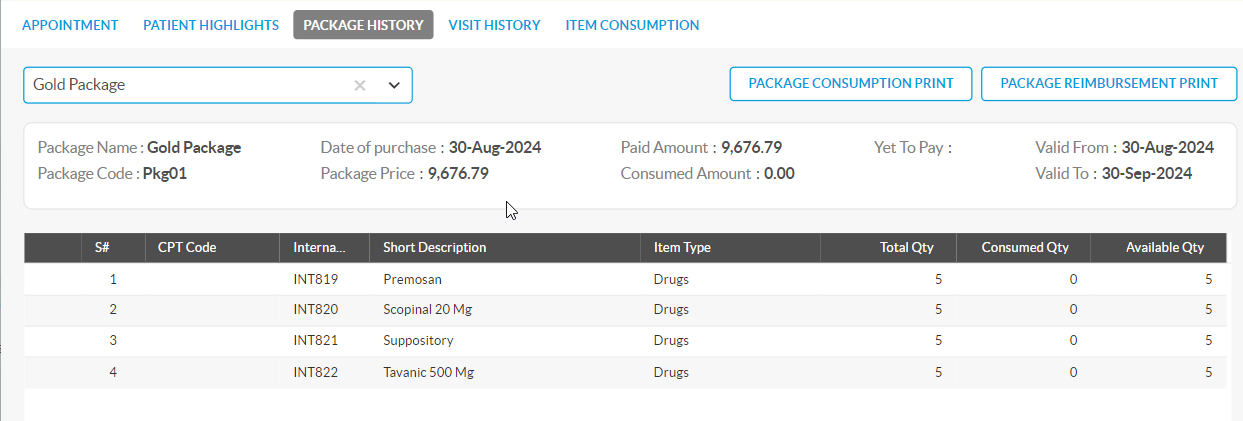 APPOINTMENT PATIENT HIGHLIGHTS PACKAGE HISTORY VISIT HISTORY ITEM CONSUMPTION
Gold Package PACKAGE CONSUMPTION PRINT PACKAGE REIMBURSEMENT PRINT
Package Name : Gold Package Date of purchase : 30-Aug-2024 Paid Amount : 9,676.79 Yet To Pay : Valid From : 30-Aug-2024
Package Code : Pkg01 Package Price : 9,676.79 Consumed Amount : 0.00 Valid To : 30-Sep-2024
S# CPT Code Interna... Short Description Item Type Total Qty Consumed Qty Available Qty
1 INT819 Premosan Drugs 5 0 5
2 INT820 Scopinal 20 Mg Drugs 5 0 5
3 INT821 Suppository Drugs 5 0 5
4 INT822 Tavanic 500 Mg Drugs 5 0 5